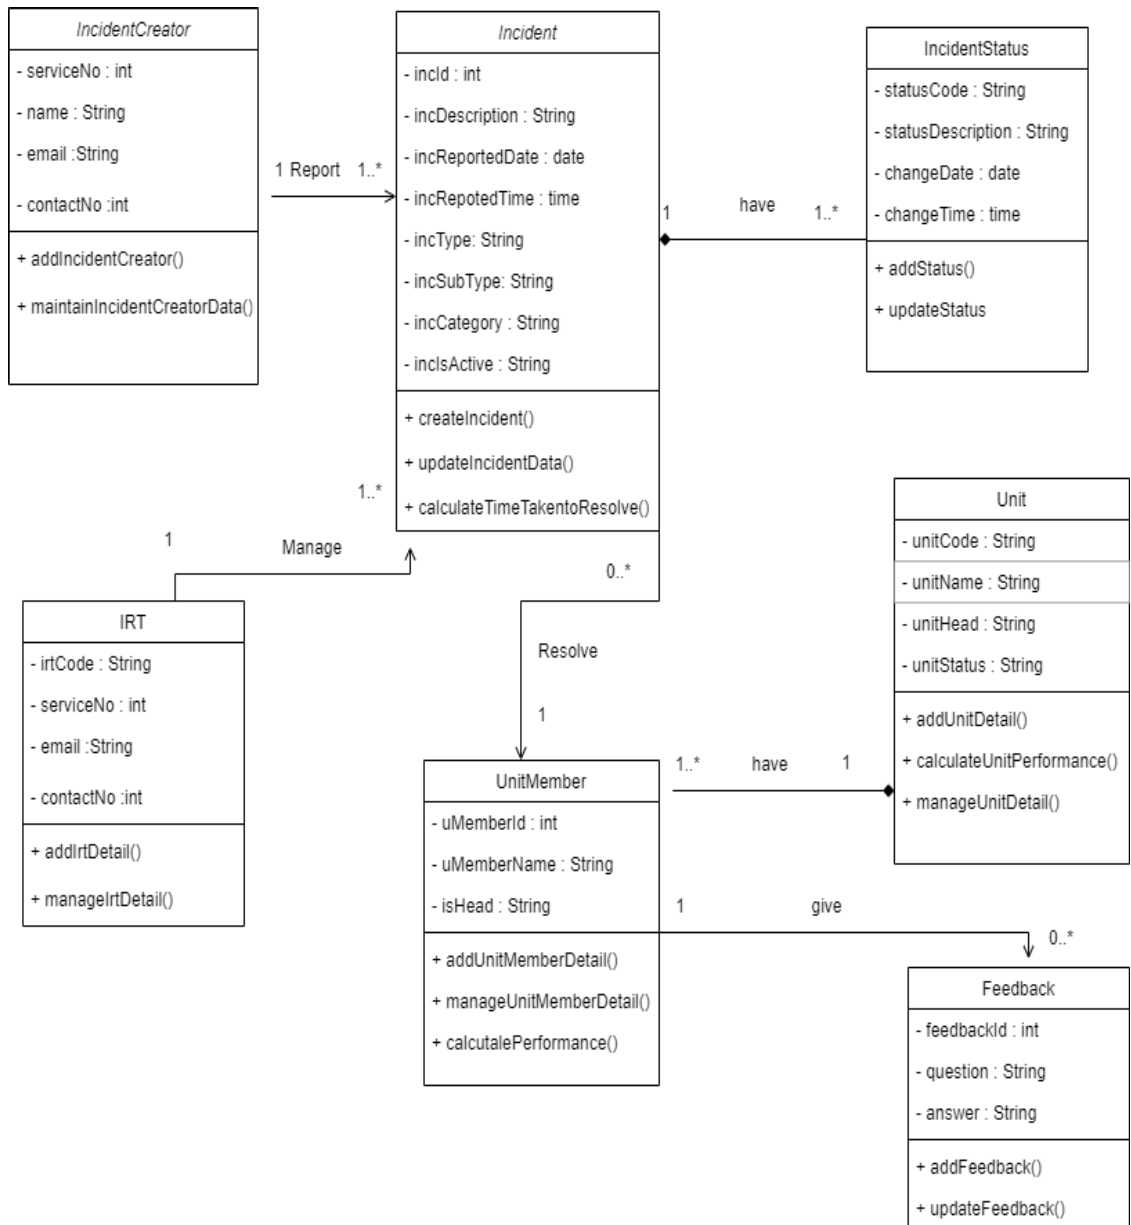 IncidentCreator
- serviceNo : int
- name : String
- email :String
- contactNo :int
+ addIncidentCreator()
+ maintainIncidentCreatorData()
1 Report 1..*
Incident
- incId : int
- incDescription : String
- incReportedDate : date
- incRepotedTime : time
- incType: String
- incSubType: String
- incCategory : String
- incIsActive : String
+ createIncident()
+ updateIncidentData()
+ calculateTimeTakentoResolve()
1 have 1..*
IncidentStatus
- statusCode : String
- statusDescription : String
- changeDate : date
- changeTime : time
+ addStatus()
+ updateStatus
1..*
1 Manage
IRT
- irtCode : String
- serviceNo : int
- email :String
- contactNo :int
+ addIrtDetail()
+ manageIrtDetail()
0..*
Resolve
1
UnitMember
- uMemberId : int
- uMemberName : String
- isHead : String
+ addUnitMemberDetail()
+ manageUnitMemberDetail()
+ calcutalePerformance()
1..* have 1
Unit
- unitCode : String
- unitName : String
- unitHead : String
- unitStatus : String
+ addUnitDetail()
+ calculateUnitPerformance()
+ manageUnitDetail()
1 give 0..*
Feedback
- feedbackId : int
- question : String
- answer : String
+ addFeedback()
+ updateFeedback()